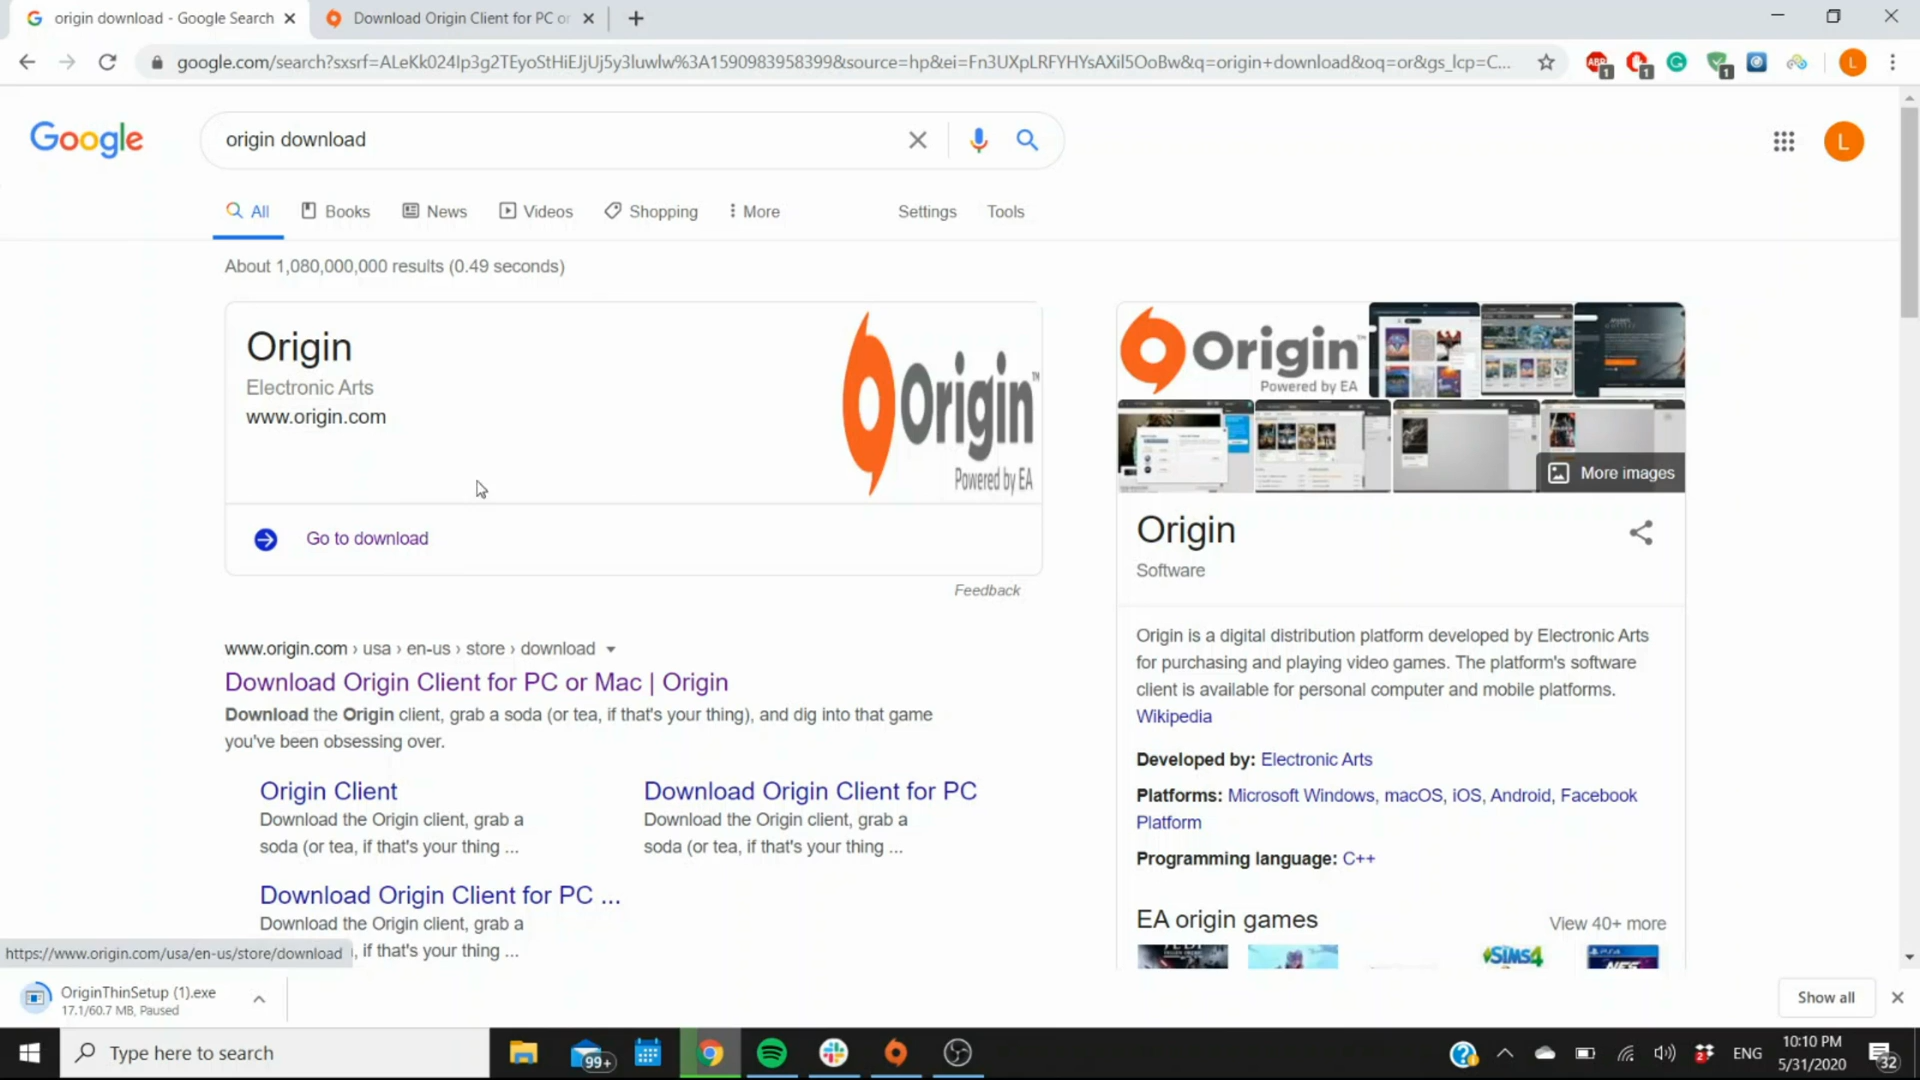 origin download - Google Search
Download Origin Client for PC or
google.com/search?sxsrf=ALeKk024Ip3g2TEyoStHiEJjUj5y3luwlw%3A1590983958399&source=hp&ei=Fn3UXpLRFYHYsAXil5OoBw&q=origin+download&oq=or&gs_lcp=C...
ABP 1
1
1
L
Google
origin download
L
All
Books
News
Videos
Shopping
More
Settings
Tools
About 1,080,000,000 results (0.49 seconds)
Origin
Electronic Arts
www.origin.com
Origin™
Powered by EA
Go to download
Feedback
www.origin.com › usa › en-us › store › download
Download Origin Client for PC or Mac | Origin
Download the Origin client, grab a soda (or tea, if that's your thing), and dig into that game
you've been obsessing over.
Origin Client
Download the Origin client, grab a
soda (or tea, if that's your thing ...
Download Origin Client for PC
Download the Origin client, grab a
soda (or tea, if that's your thing ...
Download Origin Client for PC ...
Download the Origin client, grab a
, if that's your thing ...
Origin™
Powered by EA
More images
Origin
Software
Origin is a digital distribution platform developed by Electronic Arts
for purchasing and playing video games. The platform's software
client is available for personal computer and mobile platforms.
Wikipedia
Developed by: Electronic Arts
Platforms: Microsoft Windows, macOS, iOS, Android, Facebook
Platform
Programming language: C++
EA origin games
View 40+ more
SIMS4
https://www.origin.com/usa/en-us/store/download
OriginThinSetup (1).exe
17.1/60.7 MB, Paused
Show all
Type here to search
99+
2
ENG
10:10 PM
5/31/2020
32